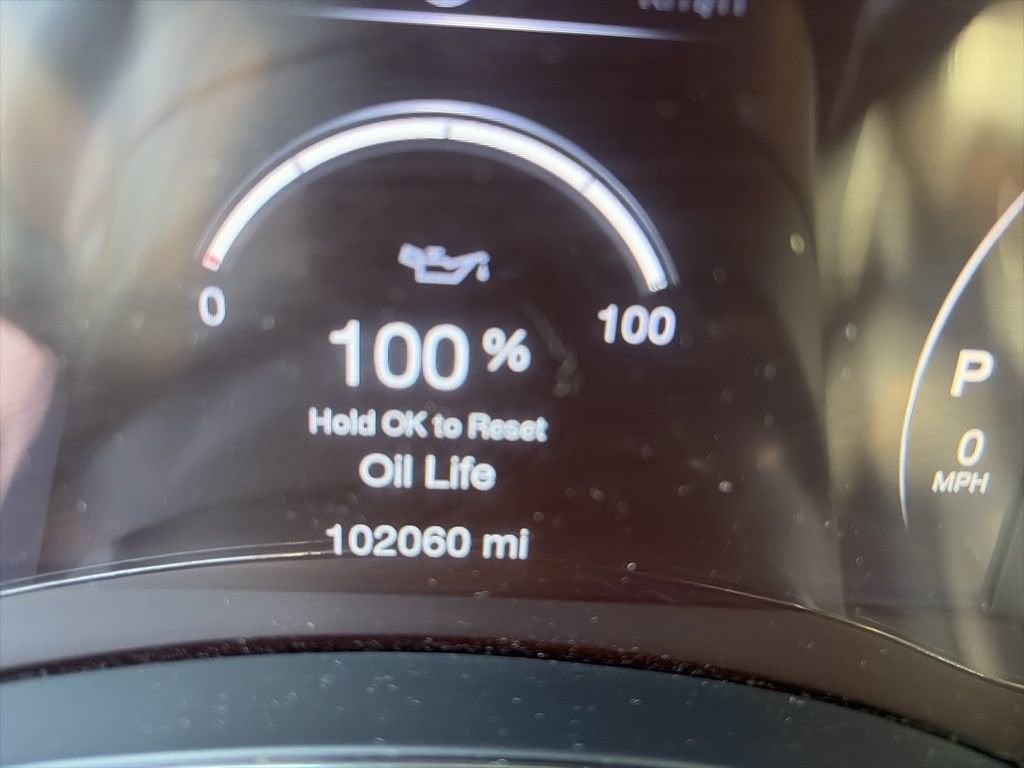 0
100
100 %
Hold OK to Reset
Oil Life
102060 mi
P
0
MPH